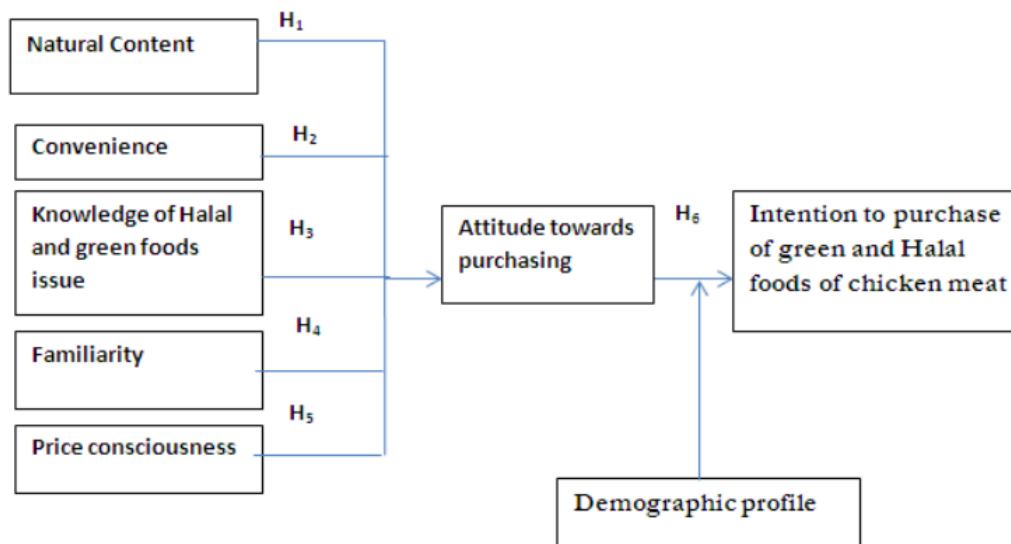 H₁
Natural Content
H₂
Convenience
Knowledge of Halal
and green foods
issue
H₃
H₄
Familiarity
H₅
Price consciousness
Attitude towards
purchasing
H₆
Intention to purchase
of green and Halal
foods of chicken meat
Demographic profile